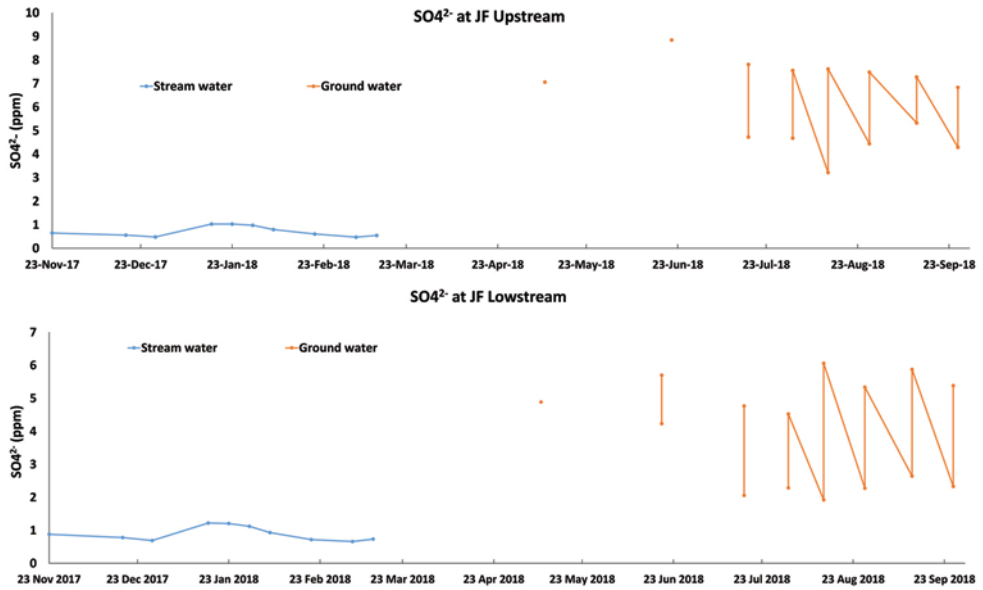 SO4²⁻ at JF Upstream
10
9
8
7
6
5
4
3
2
1
0
SO4²⁻ (ppm)
Stream water
Ground water
23-Nov-17 23-Dec-17 23-Jan-18 23-Feb-18 23-Mar-18 23-Apr-18 23-May-18 23-Jun-18 23-Jul-18 23-Aug-18 23-Sep-18
SO4²⁻ at JF Lowstream
7
6
5
4
3
2
1
0
SO4²⁻ (ppm)
Stream water
Ground water
23 Nov 2017 23 Dec 2017 23 Jan 2018 23 Feb 2018 23 Mar 2018 23 Apr 2018 23 May 2018 23 Jun 2018 23 Jul 2018 23 Aug 2018 23 Sep 2018